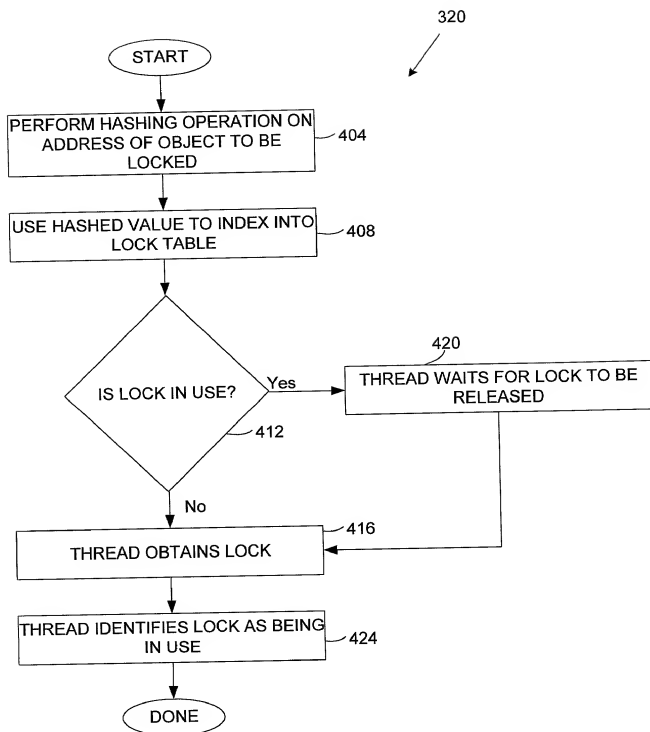 320
START
PERFORM HASHING OPERATION ON
ADDRESS OF OBJECT TO BE
LOCKED
404
USE HASHED VALUE TO INDEX INTO
LOCK TABLE
408
IS LOCK IN USE?
412
Yes
420
THREAD WAITS FOR LOCK TO BE
RELEASED
No
416
THREAD OBTAINS LOCK
THREAD IDENTIFIES LOCK AS BEING
IN USE
424
DONE